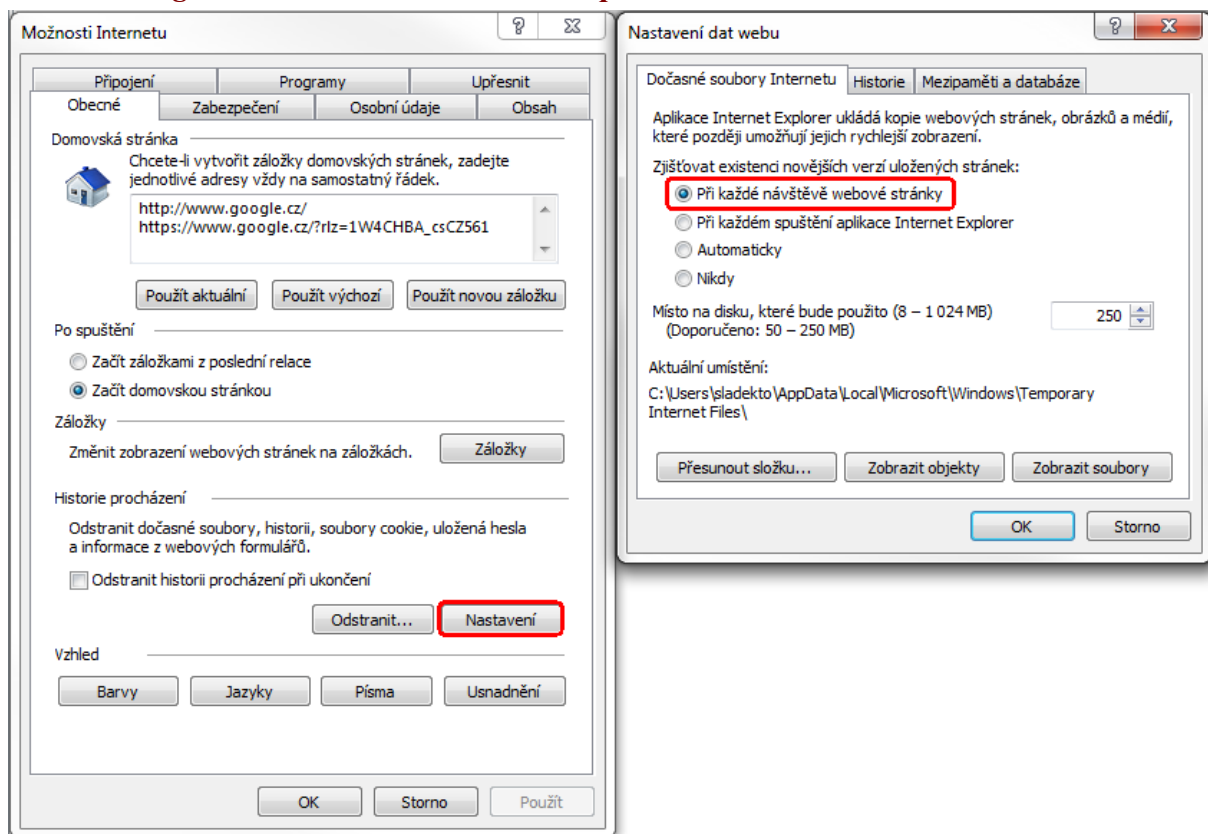 Možnosti Internetu
Připojení
Programy
Upřesnit
Obecné
Zabezpečení
Osobní údaje
Obsah
Domovská stránka
Chcete-li vytvořit záložky domovských stránek, zadejte
jednotlivé adresy vždy na samostatný řádek.
http://www.google.cz/
https://www.google.cz/?rlz=1W4CHBA_csCZ561
Použít aktuální
Použít výchozí
Použít novou záložku
Po spuštění
Začít záložkami z poslední relace
Začít domovskou stránkou
Záložky
Změnit zobrazení webových stránek na záložkách.
Záložky
Historie procházení
Odstranit dočasné soubory, historii, soubory cookie, uložená hesla
a informace z webových formulářů.
Odstranit historii procházení při ukončení
Odstranit...
Nastavení
Vzhled
Barvy
Jazyky
Písma
Usnadnění
OK
Storno
Použít
Nastavení dat webu
Dočasné soubory Internetu
Historie
Mezipaměti a databáze
Aplikace Internet Explorer ukládá kopie webových stránek, obrázků a médií,
které později umožňují jejich rychlejší zobrazení.
Zjišťovat existenci novějších verzí uložených stránek:
Při každé návštěvě webové stránky
Při každém spuštění aplikace Internet Explorer
Automaticky
Nikdy
Místo na disku, které bude použito (8 – 1 024 MB)
250
(Doporučeno: 50 – 250 MB)
Aktuální umístění:
C:\Users\sladekto\AppData\Local\Microsoft\Windows\Temporary
Internet Files\
Přesunout složku...
Zobrazit objekty
Zobrazit soubory
OK
Storno